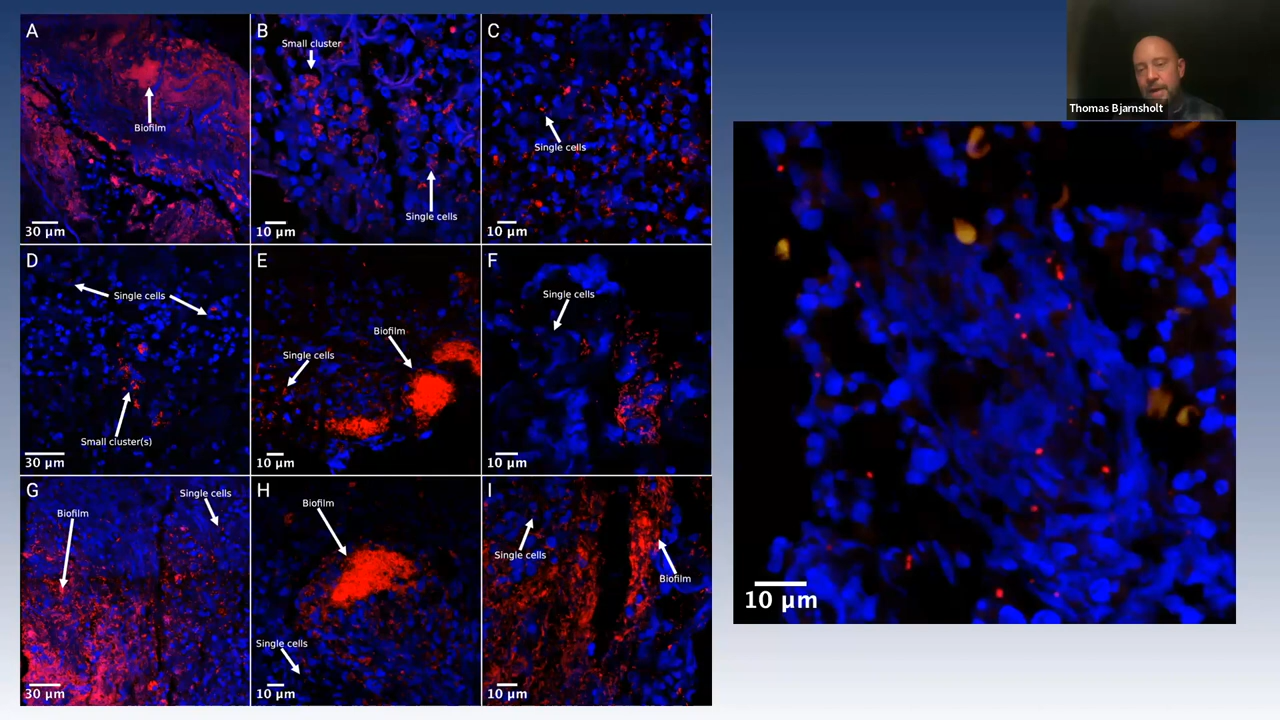 A
Biofilm
30 µm
B
Small cluster
Single cells
10 µm
C
Single cells
10 µm
D
Single cells
Small cluster(s)
30 µm
E
Biofilm
Single cells
10 µm
F
Single cells
10 µm
G
Single cells
Biofilm
30 µm
H
Biofilm
Single cells
10 µm
I
Single cells
Biofilm
10 µm
Thomas Bjarnsholt
10 µm